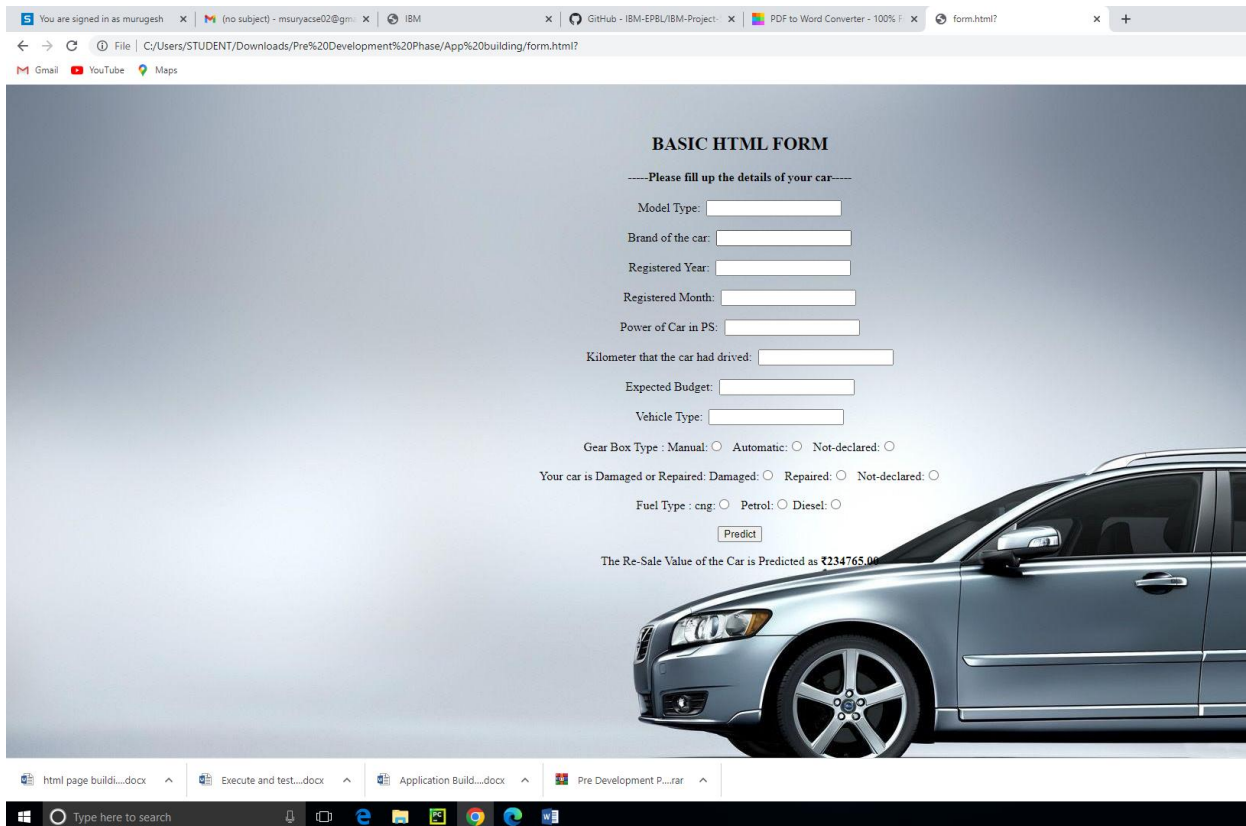 You are signed in as murugesh
(no subject) - msuryacse02@gm
IBM
GitHub - IBM-EPBL/IBM-Project-
PDF to Word Converter - 100% F
form.html?
File | C:/Users/STUDENT/Downloads/Pre%20Development%20Phase/App%20building/form.html?
Gmail YouTube Maps
BASIC HTML FORM
-----Please fill up the details of your car-----
Model Type:
Brand of the car:
Registered Year:
Registered Month:
Power of Car in PS:
Kilometer that the car had drived:
Expected Budget:
Vehicle Type:
Gear Box Type : Manual: Automatic: Not-declared:
Your car is Damaged or Repaired: Damaged: Repaired: Not-declared:
Fuel Type : cng: Petrol: Diesel:
Predict
The Re-Sale Value of the Car is Predicted as ₹234765.00
html page buildi....docx
Execute and test....docx
Application Build....docx
Pre Development P....rar
Type here to search